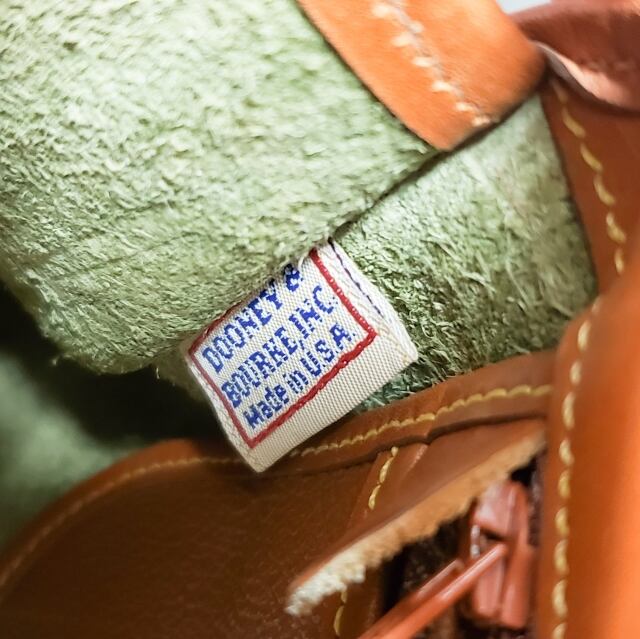 DOONEY &
BOURKE, INC.
Made in U.S.A.